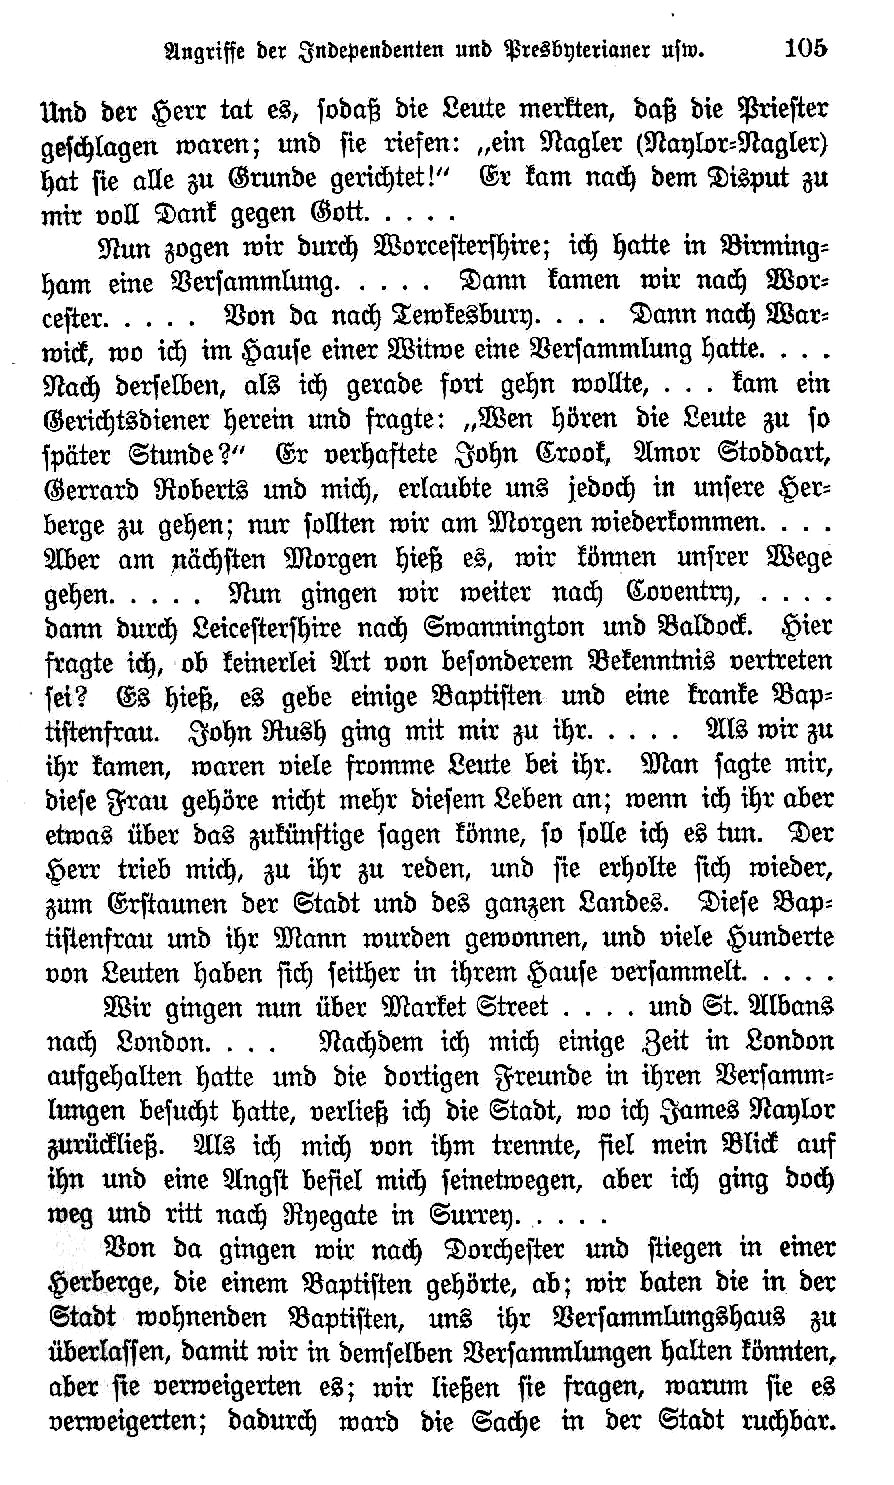 Angriffe der Independenten und Presbyterianer usw. 105
Und der Herr tat es, sodaß die Leute merkten, daß die Priester
geschlagen waren; und sie riefen: „ein Nagler (Naylor-Nagler)
hat sie alle zu Grunde gerichtet!“ Er kam nach dem Disput zu
mir voll Dank gegen Gott. . . . .
Nun zogen wir durch Worcestershire; ich hatte in Birming-
ham eine Versammlung. . . . . Dann kamen wir nach Wor-
cester. . . . . Von da nach Tewkesbury. . . . Dann nach War-
wick, wo ich im Hause einer Witwe eine Versammlung hatte. . . .
Nach derselben, als ich gerade fort gehn wollte, . . . kam ein
Gerichtsdiener herein und fragte: „Wen hören die Leute zu so
später Stunde?“ Er verhaftete John Crook, Amor Stoddart,
Gerrard Roberts und mich, erlaubte uns jedoch in unsere Her-
berge zu gehen; nur sollten wir am Morgen wiederkommen. . . .
Aber am nächsten Morgen hieß es, wir können unsrer Wege
gehen. . . . . Nun gingen wir weiter nach Coventry, . . . .
dann durch Leicestershire nach Swannington und Baldock. Hier
fragte ich, ob keinerlei Art von besonderem Bekenntnis vertreten
sei? Es hieß, es gebe einige Baptisten und eine kranke Bap-
tistenfrau. John Rush ging mit mir zu ihr. . . . . Als wir zu
ihr kamen, waren viele fromme Leute bei ihr. Man sagte mir,
diese Frau gehöre nicht mehr diesem Leben an; wenn ich ihr aber
etwas über das zukünftige sagen könne, so solle ich es tun. Der
Herr trieb mich, zu ihr zu reden, und sie erholte sich wieder,
zum Erstaunen der Stadt und des ganzen Landes. Diese Bap-
tistenfrau und ihr Mann wurden gewonnen, und viele Hunderte
von Leuten haben sich seither in ihrem Hause versammelt. . . . .
Wir gingen nun über Market Street . . . . und St. Albans
nach London. . . . Nachdem ich mich einige Zeit in London
aufgehalten hatte und die dortigen Freunde in ihren Versamm-
lungen besucht hatte, verließ ich die Stadt, wo ich James Naylor
zurückließ. Als ich mich von ihm trennte, fiel mein Blick auf
ihn und eine Angst befiel mich seinetwegen, aber ich ging doch
weg und ritt nach Ryegate in Surrey. . . . .
Von da gingen wir nach Dorchester und stiegen in einer
Herberge, die einem Baptisten gehörte, ab; wir baten die in der
Stadt wohnenden Baptisten, uns ihr Versammlungshaus zu
überlassen, damit wir in demselben Versammlungen halten könnten,
aber sie verweigerten es; wir ließen sie fragen, warum sie es
verweigerten; dadurch ward die Sache in der Stadt ruchbar.